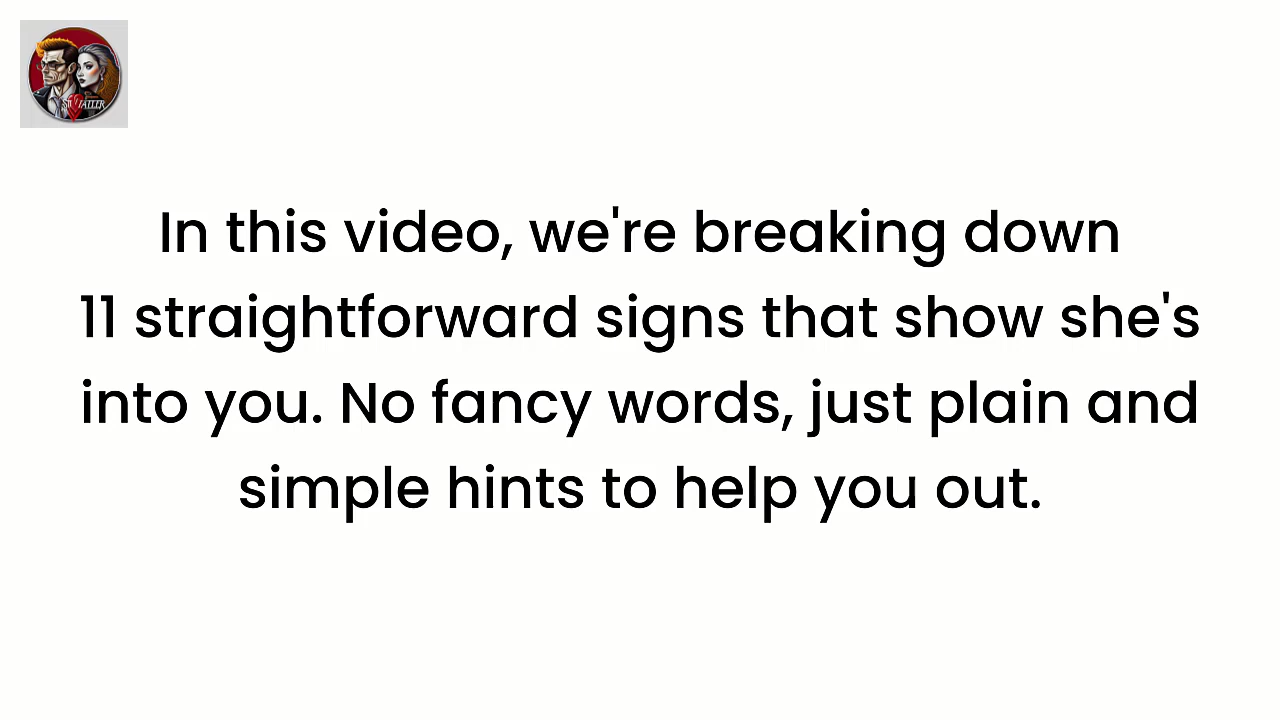 In this video, we're breaking down
11 straightforward signs that show she's
into you. No fancy words, just plain and
simple hints to help you out.